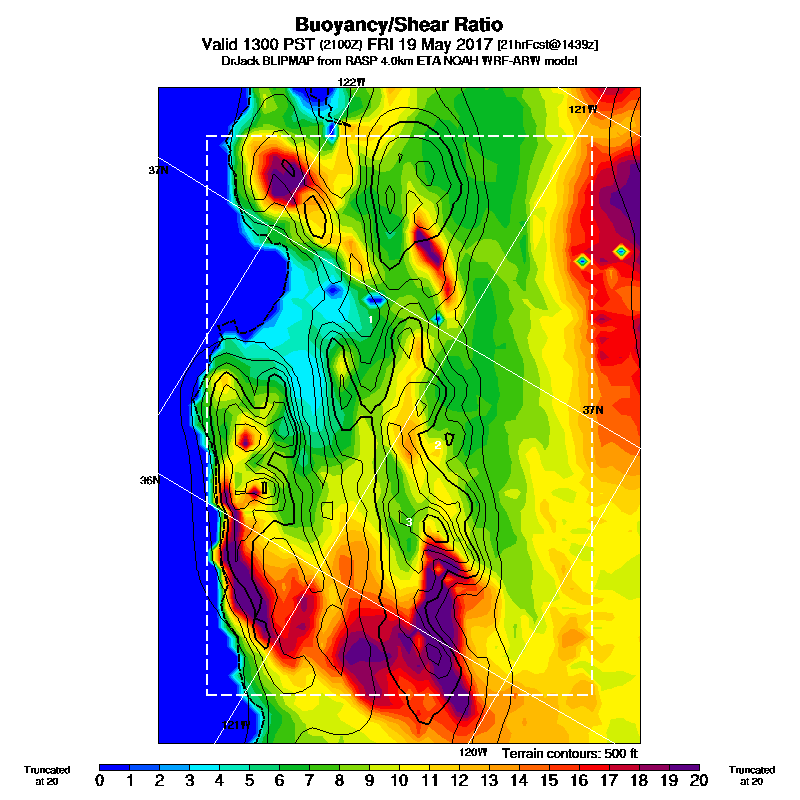 Buoyancy/Shear Ratio
Valid 1300 PST (2100Z) FRI 19 May 2017 [21hrFcst@1439z]
DrJack BLIPMAP from RASP 4.0km ETA NOAH WRF-ARW model
122W
121W
37N
1
37N
2
36N
3
121W
120W
Terrain contours: 500 ft
Truncated at 20
0 1 2 3 4 5 6 7 8 9 10 11 12 13 14 15 16 17 18 19 20
Truncated at 20